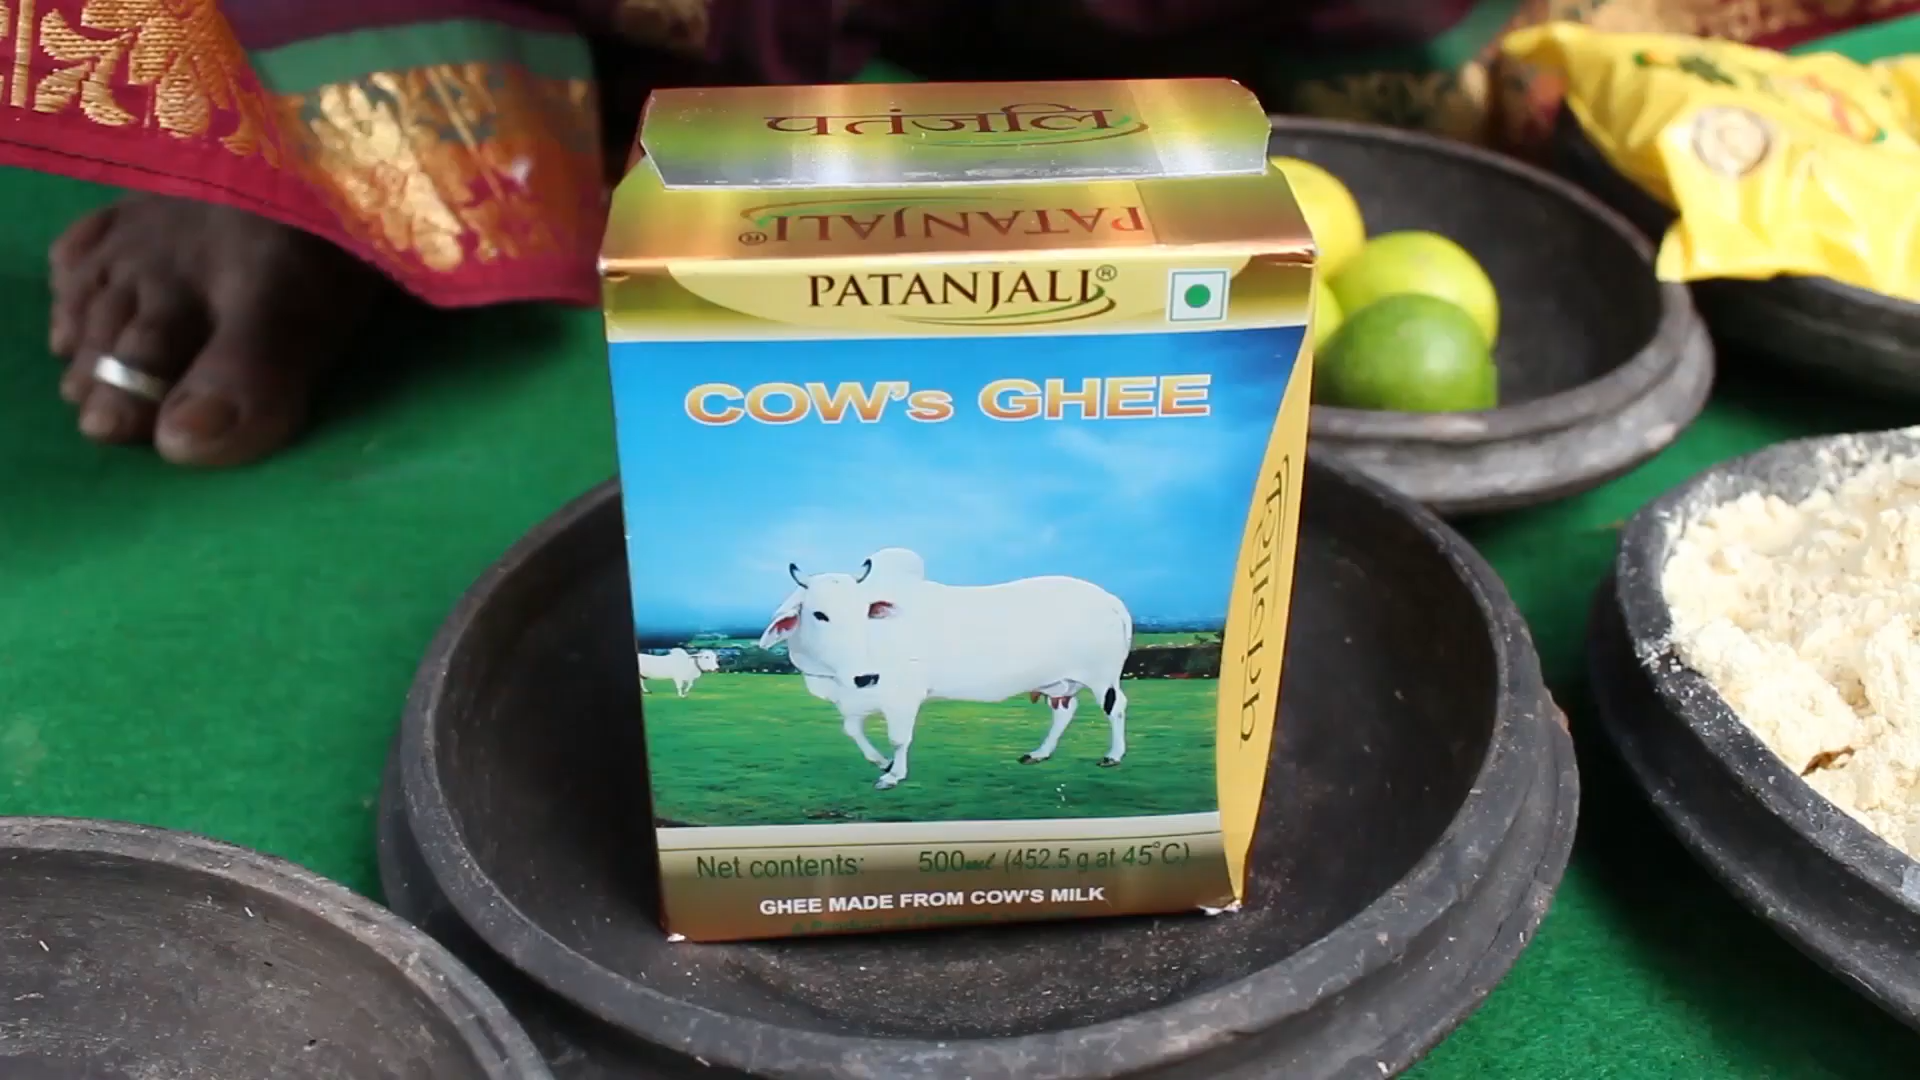 पतंजलि
PATANJALI®
PATANJALI®
COW's GHEE
पतंजलि
Net contents: 500ml (452.5 g at 45°C)
GHEE MADE FROM COW'S MILK